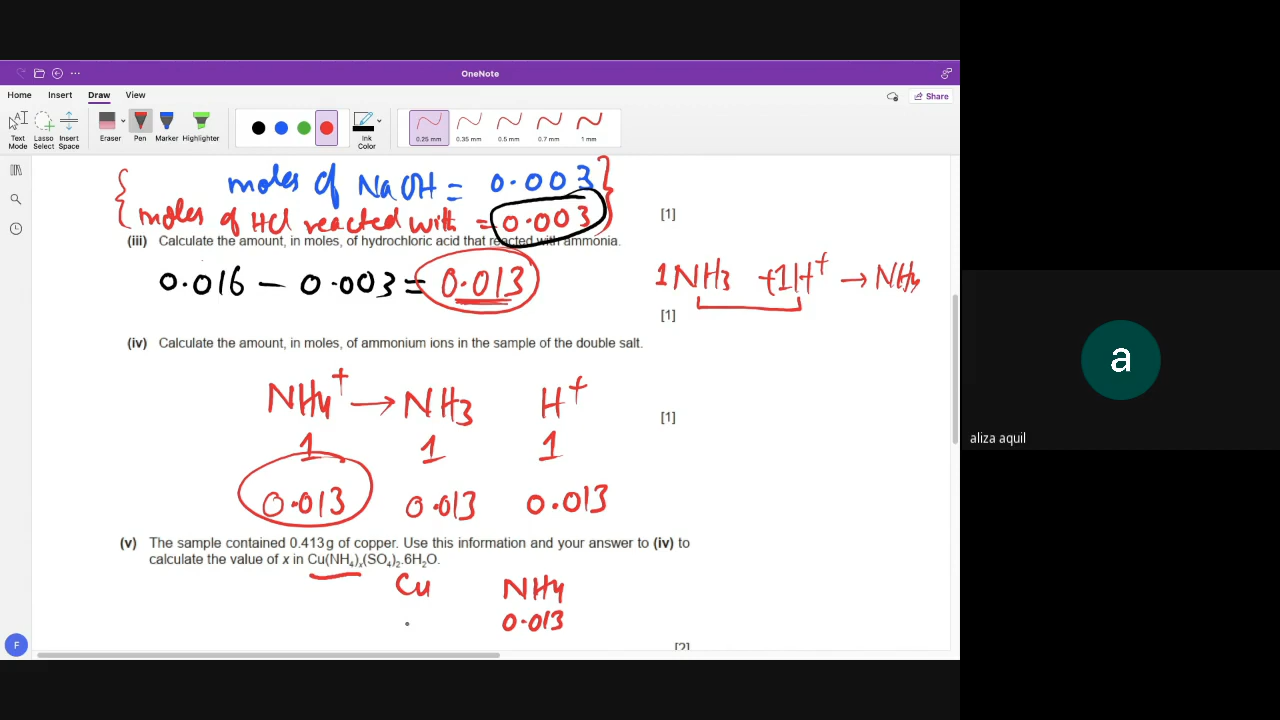 OneNote
Home Insert Draw View
Share
Text Mode
Lasso Select
Insert Space
Eraser
Pen
Marker
Highlighter
Ink Color
0.25 mm
0.35 mm
0.5 mm
0.7 mm
1 mm
moles of NaOH = 0.003
moles of HCl reacted with = 0.003
[1]
(iii) Calculate the amount, in moles, of hydrochloric acid that reacted with ammonia.
0.016 — 0.003 = 0.013
1NH3 +1H+ → NH4
[1]
(iv) Calculate the amount, in moles, of ammonium ions in the sample of the double salt.
NH4+ → NH3 H+
[1]
1 1 1
0.013 0.013 0.013
(v) The sample contained 0.413 g of copper. Use this information and your answer to (iv) to
calculate the value of x in Cu(NH4)x(SO4)2.6H2O.
Cu NH4
0.013
[2]
F
a
aliza aquil